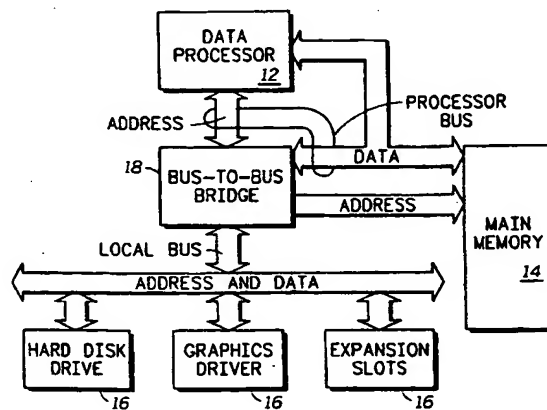 DATA
PROCESSOR
12
ADDRESS
PROCESSOR
BUS
18
BUS-TO-BUS
BRIDGE
DATA
ADDRESS
MAIN
MEMORY
14
LOCAL BUS
ADDRESS AND DATA
HARD DISK
DRIVE
16
GRAPHICS
DRIVER
16
EXPANSION
SLOTS
16